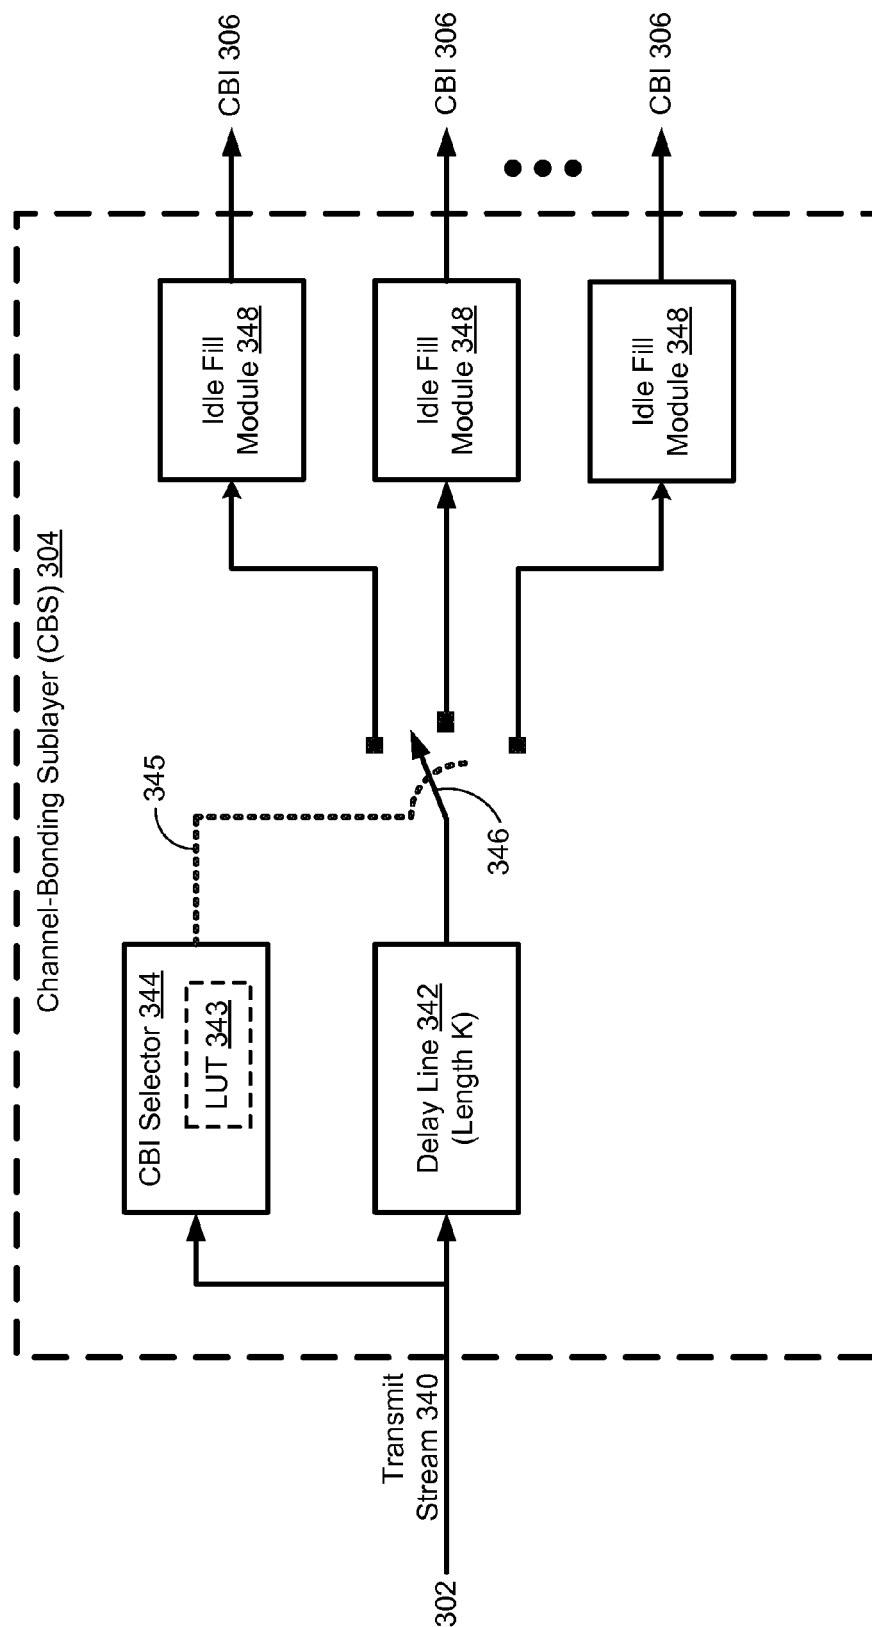 Channel-Bonding Sublayer (CBS) 304
302
Transmit
Stream 340
CBI Selector 344
LUT 343
345
Delay Line 342
(Length K)
346
Idle Fill
Module 348
CBI 306
Idle Fill
Module 348
CBI 306
Idle Fill
Module 348
CBI 306